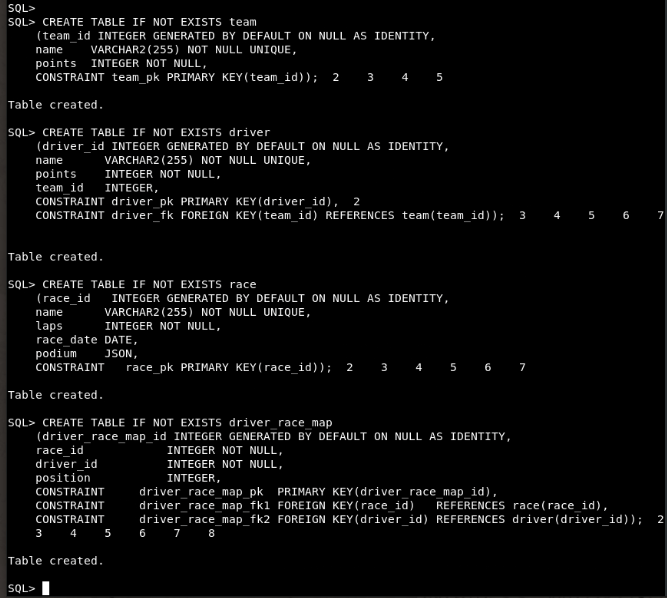 SQL>
SQL> CREATE TABLE IF NOT EXISTS team
    (team_id INTEGER GENERATED BY DEFAULT ON NULL AS IDENTITY,
    name    VARCHAR2(255) NOT NULL UNIQUE,
    points  INTEGER NOT NULL,
    CONSTRAINT team_pk PRIMARY KEY(team_id));  2    3    4    5

Table created.

SQL> CREATE TABLE IF NOT EXISTS driver
    (driver_id INTEGER GENERATED BY DEFAULT ON NULL AS IDENTITY,
    name      VARCHAR2(255) NOT NULL UNIQUE,
    points    INTEGER NOT NULL,
    team_id   INTEGER,
    CONSTRAINT driver_pk PRIMARY KEY(driver_id),  2
    CONSTRAINT driver_fk FOREIGN KEY(team_id) REFERENCES team(team_id));  3    4    5    6    7

Table created.

SQL> CREATE TABLE IF NOT EXISTS race
    (race_id   INTEGER GENERATED BY DEFAULT ON NULL AS IDENTITY,
    name      VARCHAR2(255) NOT NULL UNIQUE,
    laps      INTEGER NOT NULL,
    race_date DATE,
    podium    JSON,
    CONSTRAINT   race_pk PRIMARY KEY(race_id));  2    3    4    5    6    7

Table created.

SQL> CREATE TABLE IF NOT EXISTS driver_race_map
    (driver_race_map_id INTEGER GENERATED BY DEFAULT ON NULL AS IDENTITY,
    race_id            INTEGER NOT NULL,
    driver_id          INTEGER NOT NULL,
    position           INTEGER,
    CONSTRAINT     driver_race_map_pk  PRIMARY KEY(driver_race_map_id),
    CONSTRAINT     driver_race_map_fk1 FOREIGN KEY(race_id)   REFERENCES race(race_id),
    CONSTRAINT     driver_race_map_fk2 FOREIGN KEY(driver_id) REFERENCES driver(driver_id));  2
    3    4    5    6    7    8

Table created.

SQL>